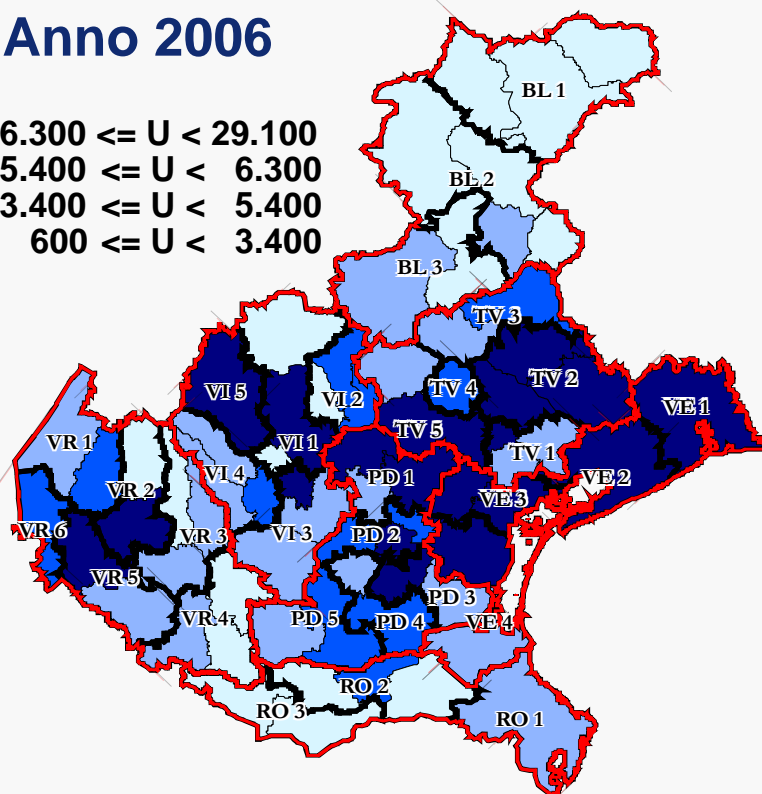 Anno 2006
6.300 <= U < 29.100
5.400 <= U < 6.300
3.400 <= U < 5.400
600 <= U < 3.400
BL 1
BL 2
BL 3
TV 3
VI 5
VI 2
TV 4
TV 2
VE 1
VR 1
VI 1
TV 5
TV 1
VR 2
VI 4
PD 1
VE 2
VE 3
VR 6
VR 3
VI 3
PD 2
VR 5
PD 3
VR 4
PD 5
PD 4
VE 4
RO 2
RO 3
RO 1